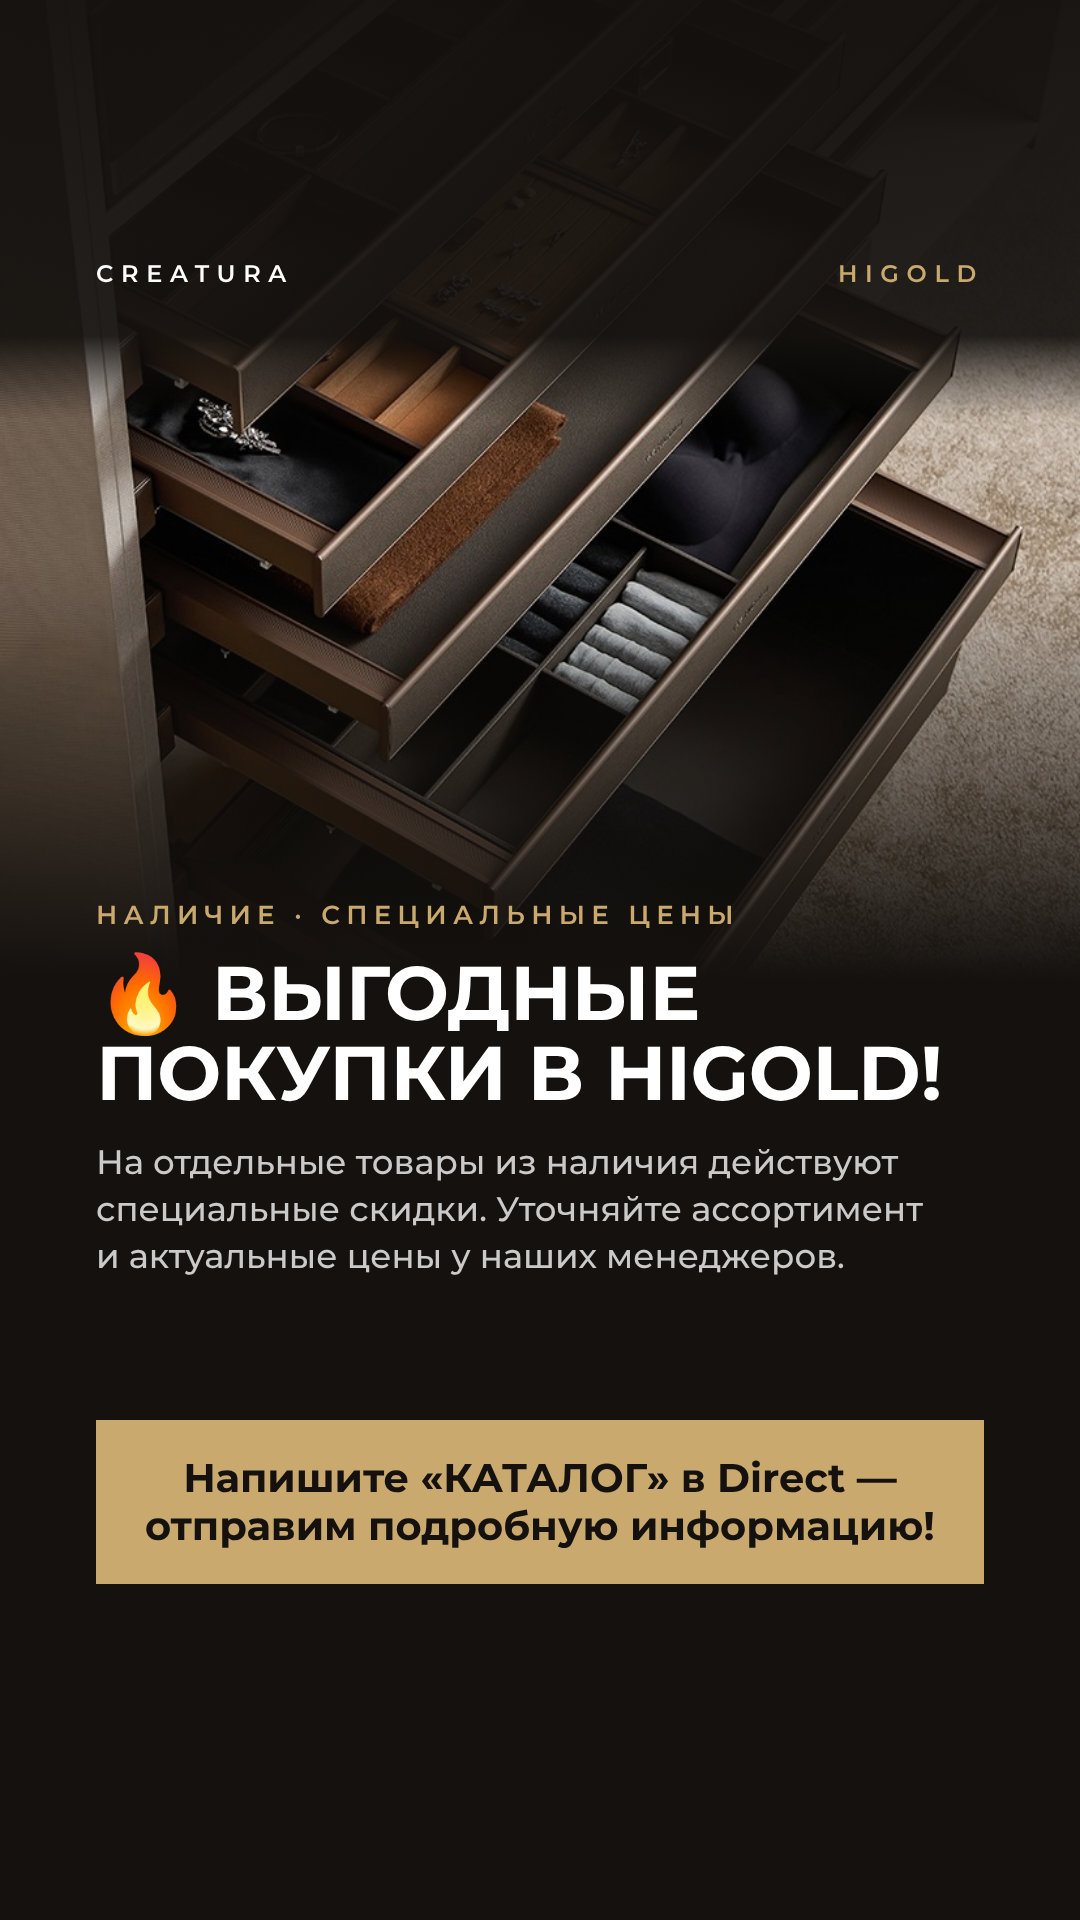 CREATURA
HIGOLD
НАЛИЧИЕ · СПЕЦИАЛЬНЫЕ ЦЕНЫ
🔥 ВЫГОДНЫЕ
ПОКУПКИ В HIGOLD!
На отдельные товары из наличия действуют
специальные скидки. Уточняйте ассортимент
и актуальные цены у наших менеджеров.
Напишите «КАТАЛОГ» в Direct —
отправим подробную информацию!